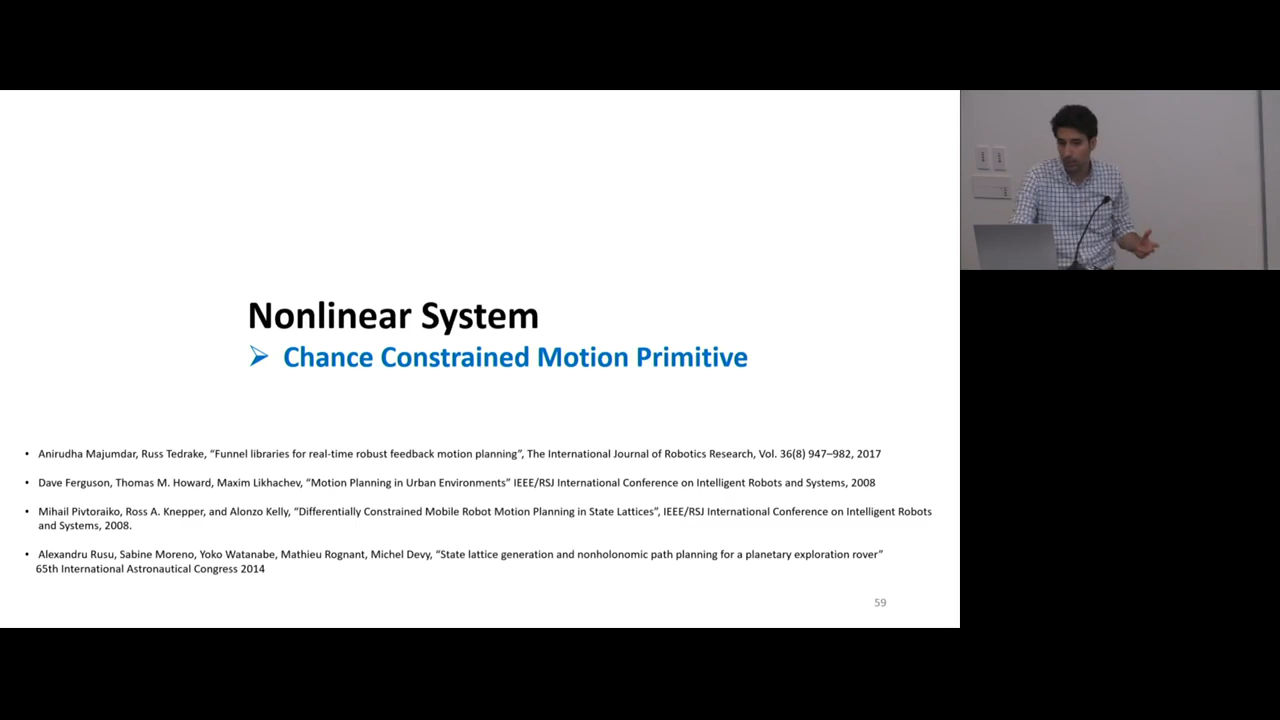 Nonlinear System
➢ Chance Constrained Motion Primitive
• Anirudha Majumdar, Russ Tedrake, “Funnel libraries for real-time robust feedback motion planning”, The International Journal of Robotics Research, Vol. 36(8) 947–982, 2017
• Dave Ferguson, Thomas M. Howard, Maxim Likhachev, “Motion Planning in Urban Environments” IEEE/RSJ International Conference on Intelligent Robots and Systems, 2008
• Mihail Pivtoraiko, Ross A. Knepper, and Alonzo Kelly, “Differentially Constrained Mobile Robot Motion Planning in State Lattices”, IEEE/RSJ International Conference on Intelligent Robots
and Systems, 2008.
• Alexandru Rusu, Sabine Moreno, Yoko Watanabe, Mathieu Rognant, Michel Devy, “State lattice generation and nonholonomic path planning for a planetary exploration rover”
65th International Astronautical Congress 2014
59